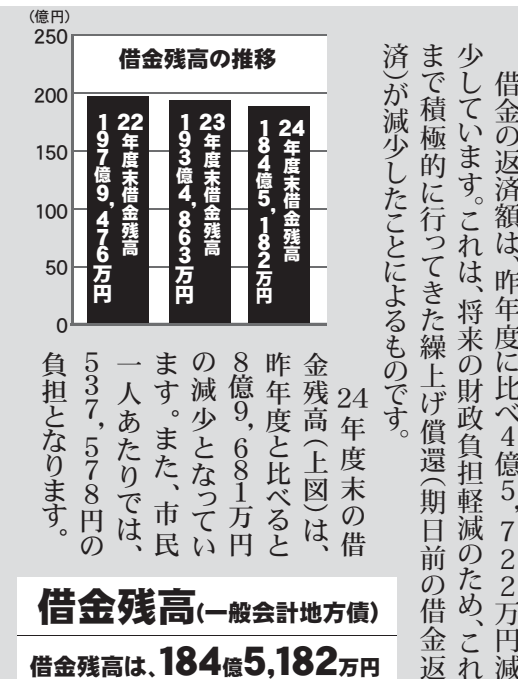 (億円)
250
200
150
100
50
0
借金残高の推移
22年度末借金残高
197億9,476万円
23年度末借金残高
193億4,863万円
24年度末借金残高
184億5,182万円
借金の返済額は、昨年度に比べ4億5,722万円減
少しています。これは、将来の財政負担軽減のため、これ
まで積極的に行ってきた繰上げ償還(期日前の借金返
済)が減少したことによるものです。
24年度末の借
金残高(上図)は、
昨年度と比べると
8億9,681万円
の減少となってい
ます。また、市民
一人あたりでは、
537,578円の
負担となります。
借金残高(一般会計地方債)
借金残高は、184億5,182万円